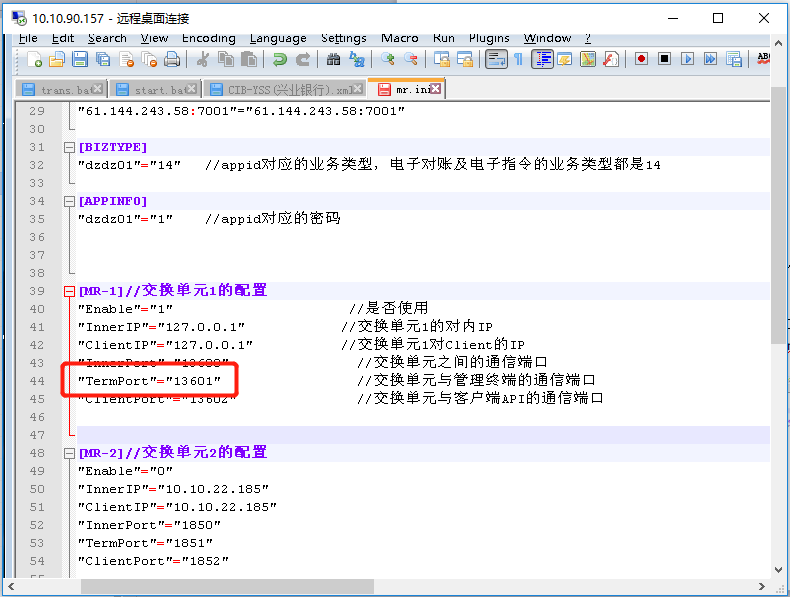 10.10.90.157 - 远程桌面连接
File Edit Search View Encoding Language Settings Macro Run Plugins Window ?
trans.ba start.ba CIB-YSS(兴业银行).xml mr.ini
29 "61.144.243.58:7001"="61.144.243.58:7001"
30
31 [BIZTYPE]
32 "dzdz01"="14" //appid对应的业务类型，电子对账及电子指令的业务类型都是14
33
34 [APPINFO]
35 "dzdz01"="1" //appid对应的密码
36
37
38
39 [MR-1]//交换单元1的配置
40 "Enable"="1" //是否使用
41 "InnerIP"="127.0.0.1" //交换单元1的对内IP
42 "ClientIP"="127.0.0.1" //交换单元1对Client的IP
43 "InnerPort"="13600" //交换单元之间的通信端口
44 "TermPort"="13601" //交换单元与管理终端的通信端口
45 "ClientPort"="13602" //交换单元与客户端API的通信端口
46
47
48 [MR-2]//交换单元2的配置
49 "Enable"="0"
50 "InnerIP"="10.10.22.185"
51 "ClientIP"="10.10.22.185"
52 "InnerPort"="1850"
53 "TermPort"="1851"
54 "ClientPort"="1852"